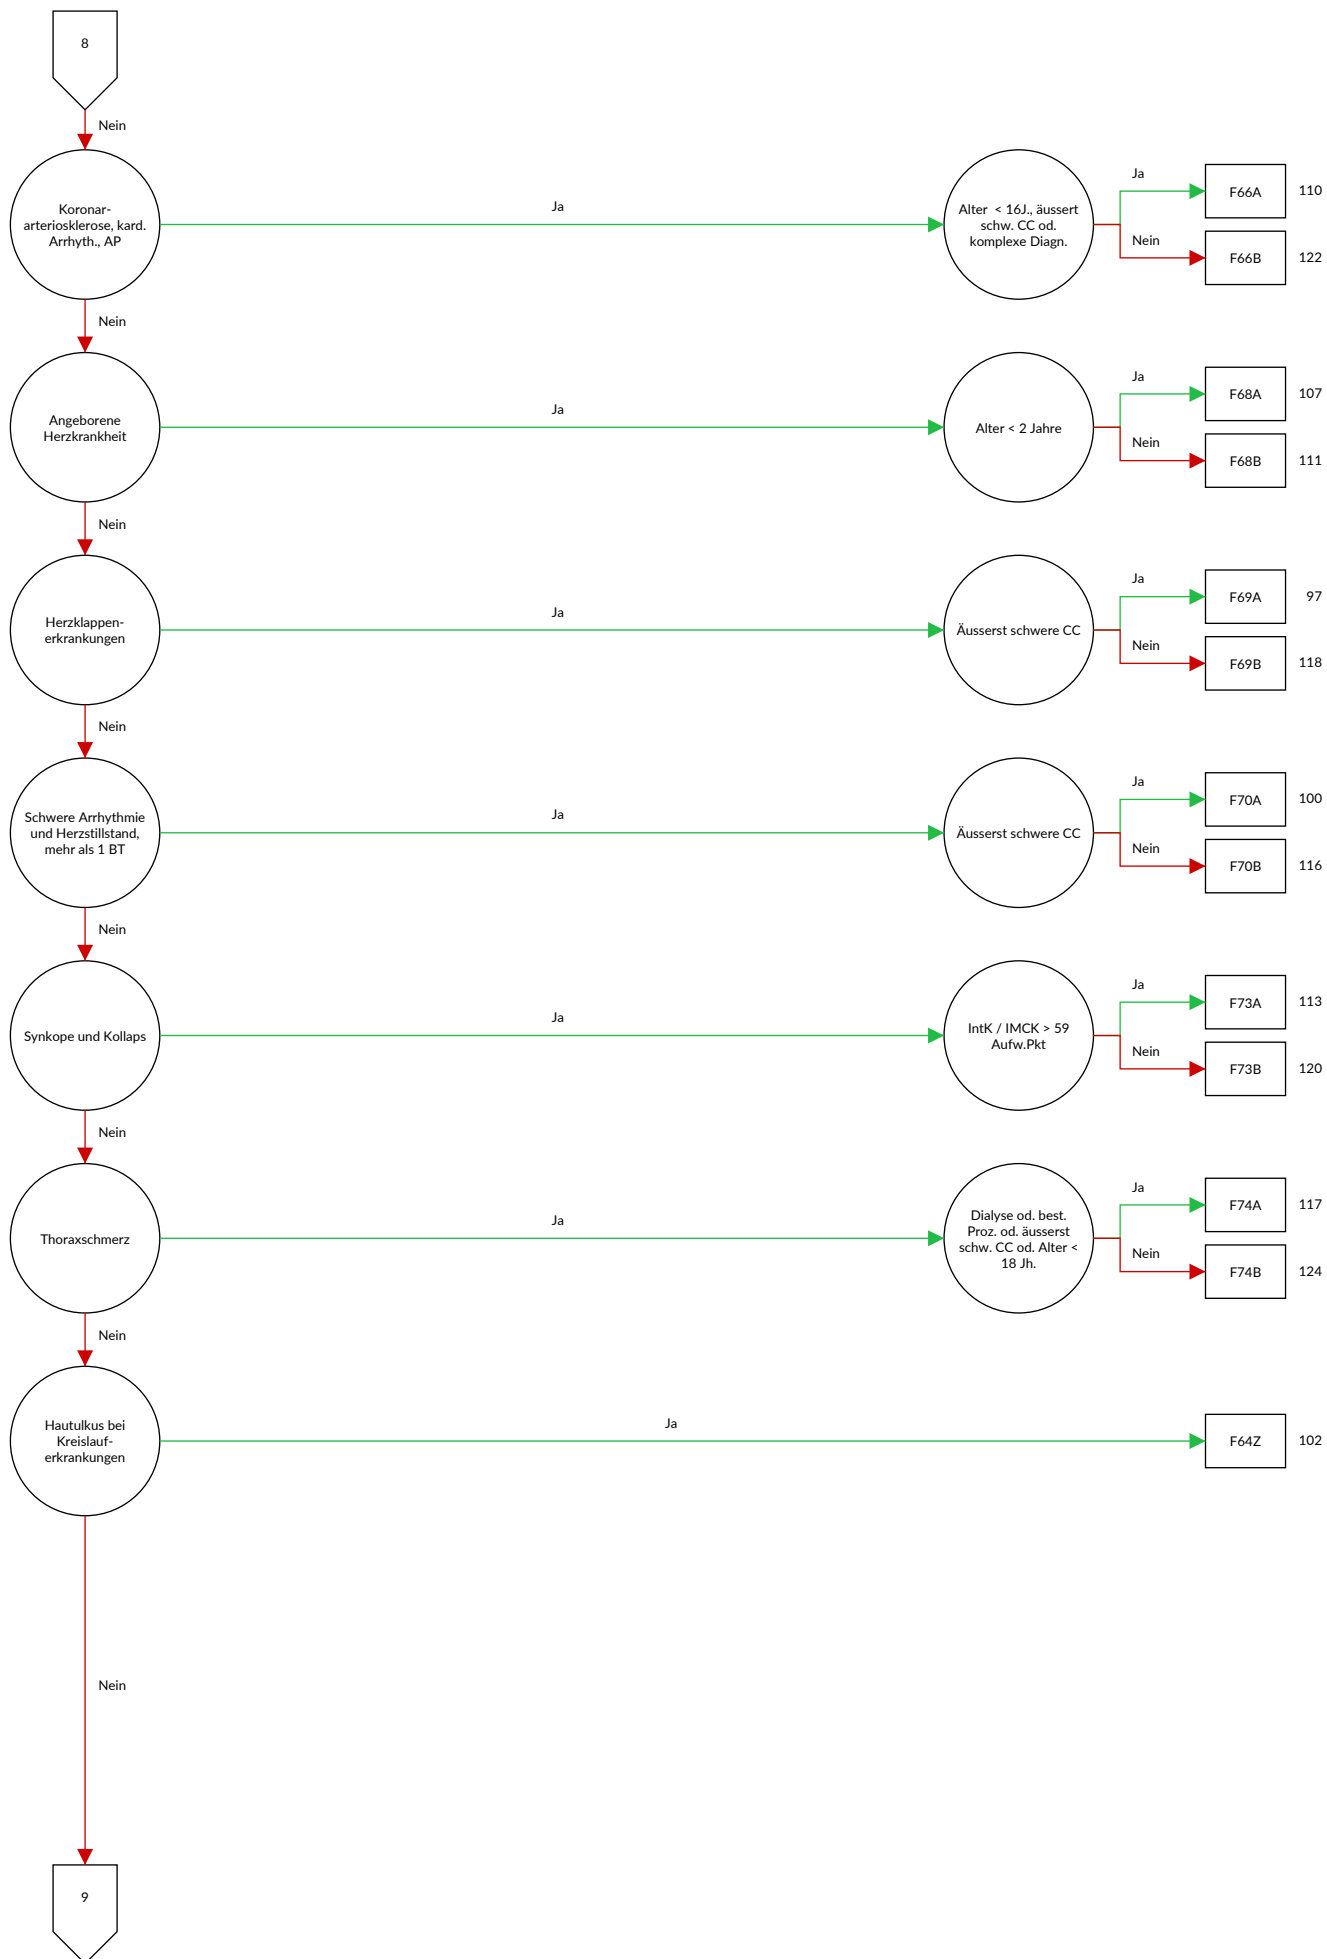 8
Nein
Koronar-
arteriosklerose, kard.
Arrhyth., AP
Ja
Alter < 16J., äussert
schw. CC od.
komplexe Diagn.
Ja
F66A
110
Nein
F66B
122
Nein
Angeborene
Herzkrankheit
Ja
Alter < 2 Jahre
Ja
F68A
107
Nein
F68B
111
Nein
Herzklappen-
erkrankungen
Ja
Äusserst schwere CC
Ja
F69A
97
Nein
F69B
118
Nein
Schwere Arrhythmie
und Herzstillstand,
mehr als 1 BT
Ja
Äusserst schwere CC
Ja
F70A
100
Nein
F70B
116
Nein
Synkope und Kollaps
Ja
IntK / IMCK > 59
Aufw.Pkt
Ja
F73A
113
Nein
F73B
120
Nein
Thoraxschmerz
Ja
Dialyse od. best.
Proz. od. äusserst
schw. CC od. Alter <
18 Jh.
Ja
F74A
117
Nein
F74B
124
Nein
Hautulkus bei
Kreislauf-
erkrankungen
Ja
F64Z
102
Nein
9